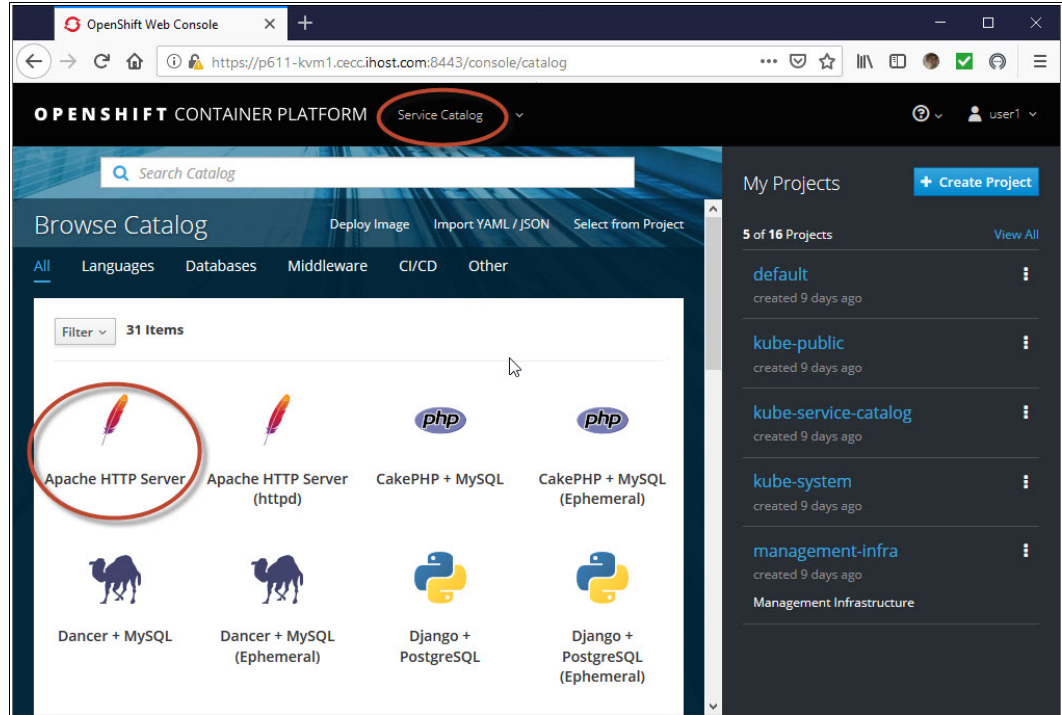 OpenShift Web Console
https://p611-kvm1.cecc.ihost.com:8443/console/catalog
OPENSHIFT CONTAINER PLATFORM
Service Catalog
user1
Search Catalog
Browse Catalog
Deploy Image
Import YAML / JSON
Select from Project
All
Languages
Databases
Middleware
CI/CD
Other
Filter
31 Items
php
php
Apache HTTP Server
Apache HTTP Server
(httpd)
CakePHP + MySQL
CakePHP + MySQL
(Ephemeral)
Dancer + MySQL
Dancer + MySQL
(Ephemeral)
Django +
PostgreSQL
Django +
PostgreSQL
(Ephemeral)
My Projects
+ Create Project
5 of 16 Projects
View All
default
created 9 days ago
kube-public
created 9 days ago
kube-service-catalog
created 9 days ago
kube-system
created 9 days ago
management-infra
created 9 days ago
Management Infrastructure